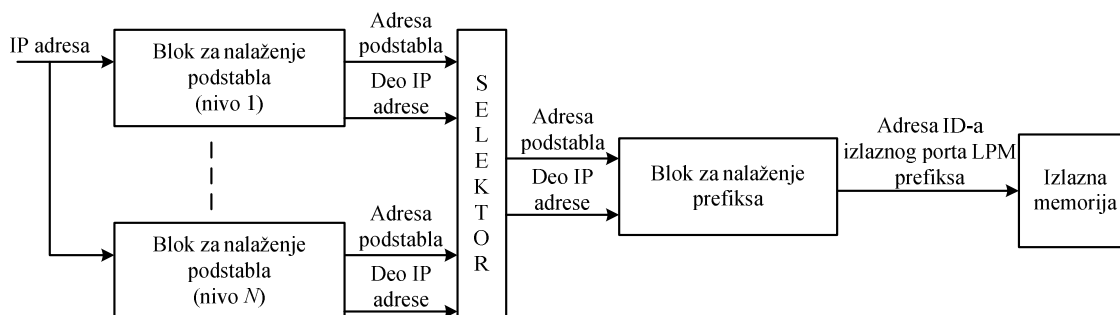 IP adresa
Blok za nalaženje
podstabla
(nivo 1)
Adresa
podstabla
Deo IP
adrese
Blok za nalaženje
podstabla
(nivo N)
Adresa
podstabla
Deo IP
adrese
S
E
L
E
K
T
O
R
Adresa
podstabla
Deo IP
adrese
Blok za nalaženje
prefiksa
Adresa ID-a
izlaznog porta LPM
prefiksa
Izlazna
memorija